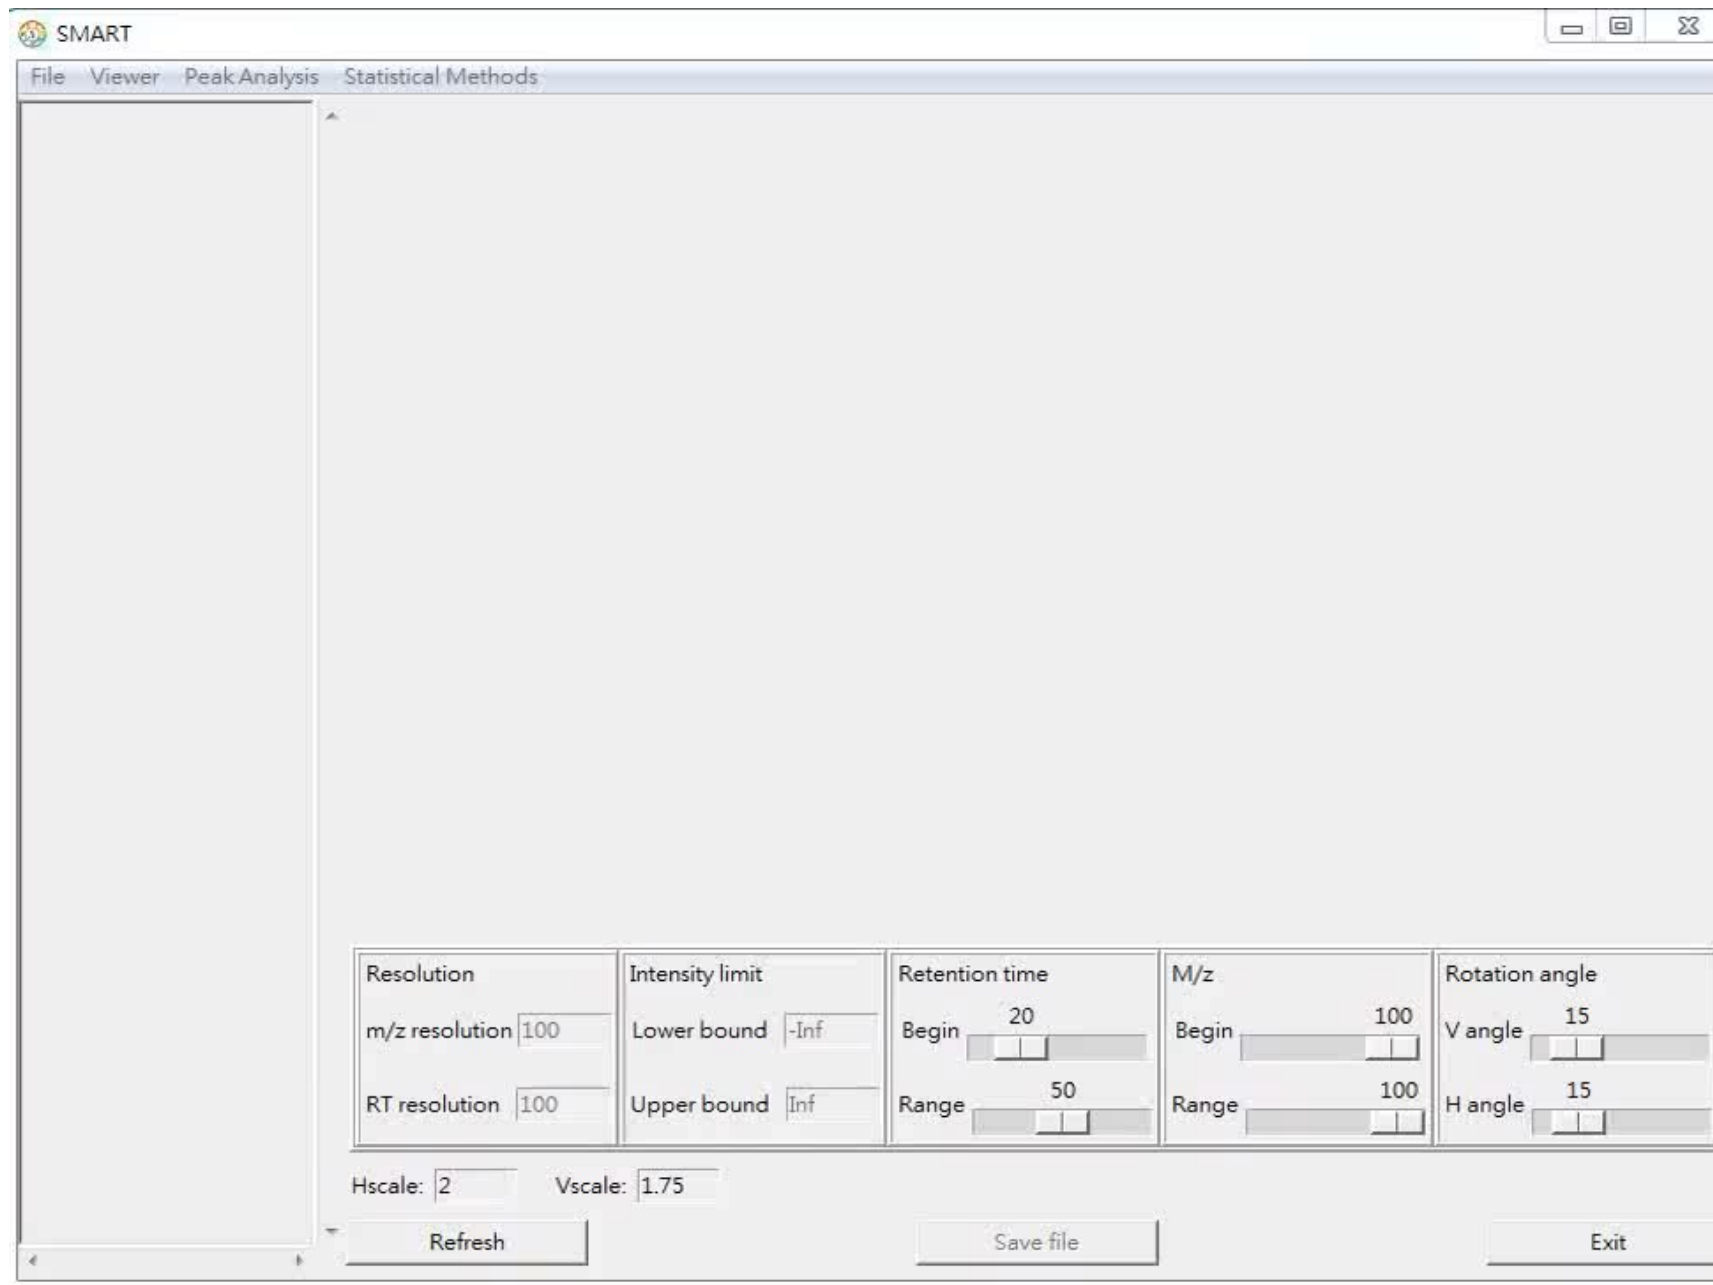 SMART
File Viewer Peak Analysis Statistical Methods
Resolution
m/z resolution 100
RT resolution 100
Intensity limit
Lower bound -Inf
Upper bound Inf
Retention time
20
Begin
50
Range
M/z
100
Begin
100
Range
Rotation angle
15
V angle
15
H angle
Hscale: 2 Vscale: 1.75
Refresh Save file Exit